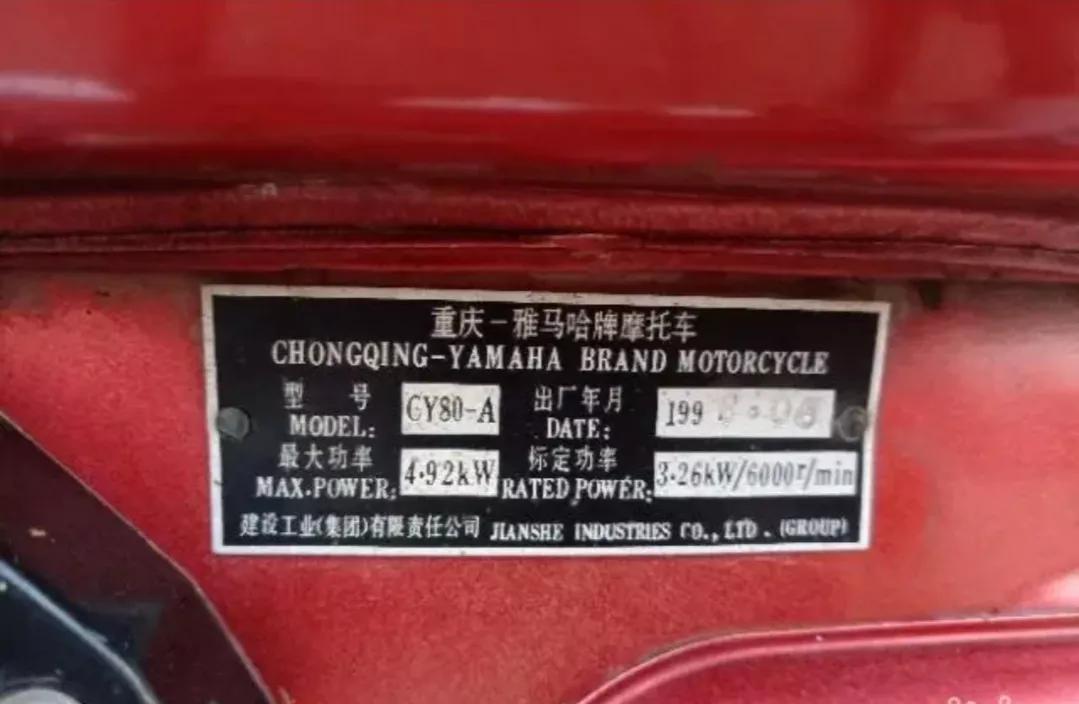 重庆－雅马哈牌摩托车
CHONGQING-YAMAHA BRAND MOTORCYCLE
型号 CY80-A 出厂年月 199
MODEL: DATE:
最大功率 4.92kW 标定功率 3.26kW/6000r/min
MAX.POWER: RATED POWER:
建设工业(集团)有限责任公司 JIANSHE INDUSTRIES CO., LTD. (GROUP)